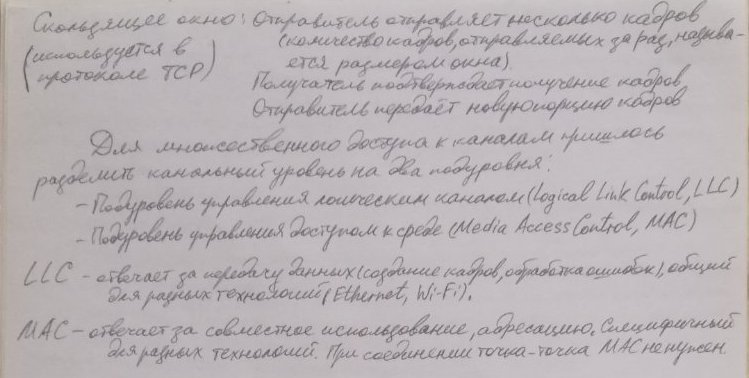 Скользящее окно: Отправитель отправляет несколько кадров
(используется в (количество кадров, отправляемых за раз, называ-
протоколе TCP) ется размером окна).
Получатель подтверждает получение кадров
Отправитель передаёт новую порцию кадров
Для множественного доступа к каналам пришлось
разделить канальный уровень на два подуровня:
- Подуровень управления логическим каналом (Logical Link Control, LLC)
- Подуровень управления доступом к среде (Media Access Control, MAC)
LLC - отвечает за передачу данных (создание кадров, обработка ошибок), общий
для разных технологий (Ethernet, Wi-Fi).
MAC - отвечает за совместное использование, адресацию. Специфичный
для разных технологий. При соединении точка-точка MAC не нужен.